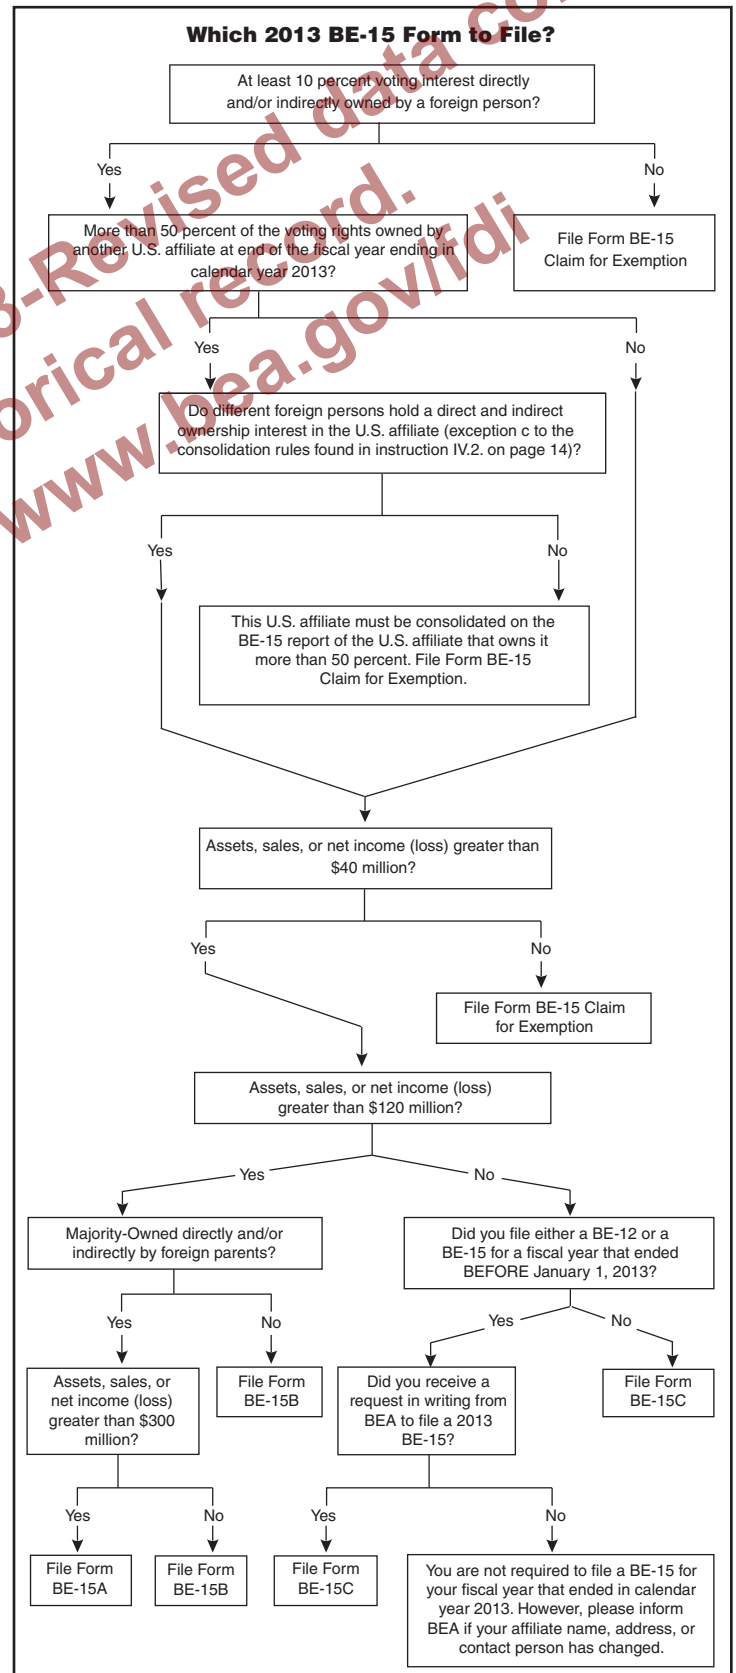 Which 2013 BE-15 Form to File?
At least 10 percent voting interest directly
and/or indirectly owned by a foreign person?
Yes
No
More than 50 percent of the voting rights owned by
another U.S. affiliate at end of the fiscal year ending in
calendar year 2013?
File Form BE-15
Claim for Exemption
Yes
No
Do different foreign persons hold a direct and indirect
ownership interest in the U.S. affiliate (exception c to the
consolidation rules found in instruction IV.2. on page 14)?
Yes
No
This U.S. affiliate must be consolidated on the
BE-15 report of the U.S. affiliate that owns it
more than 50 percent. File Form BE-15
Claim for Exemption.
Assets, sales, or net income (loss) greater than
$40 million?
Yes
No
File Form BE-15 Claim
for Exemption
Assets, sales, or net income (loss)
greater than $120 million?
Yes
No
Majority-Owned directly and/or
indirectly by foreign parents?
Did you file either a BE-12 or a
BE-15 for a fiscal year that ended
BEFORE January 1, 2013?
Yes
No
Yes
No
Assets, sales, or
net income (loss)
greater than $300
million?
File Form
BE-15B
Did you receive a
request in writing from
BEA to file a 2013
BE-15?
File Form
BE-15C
Yes
No
Yes
No
File Form
BE-15A
File Form
BE-15B
File Form
BE-15C
You are not required to file a BE-15 for
your fiscal year that ended in calendar
year 2013. However, please inform
BEA if your affiliate name, address, or
contact person has changed.
-Revised data
record.
www.bea.gov/fdi